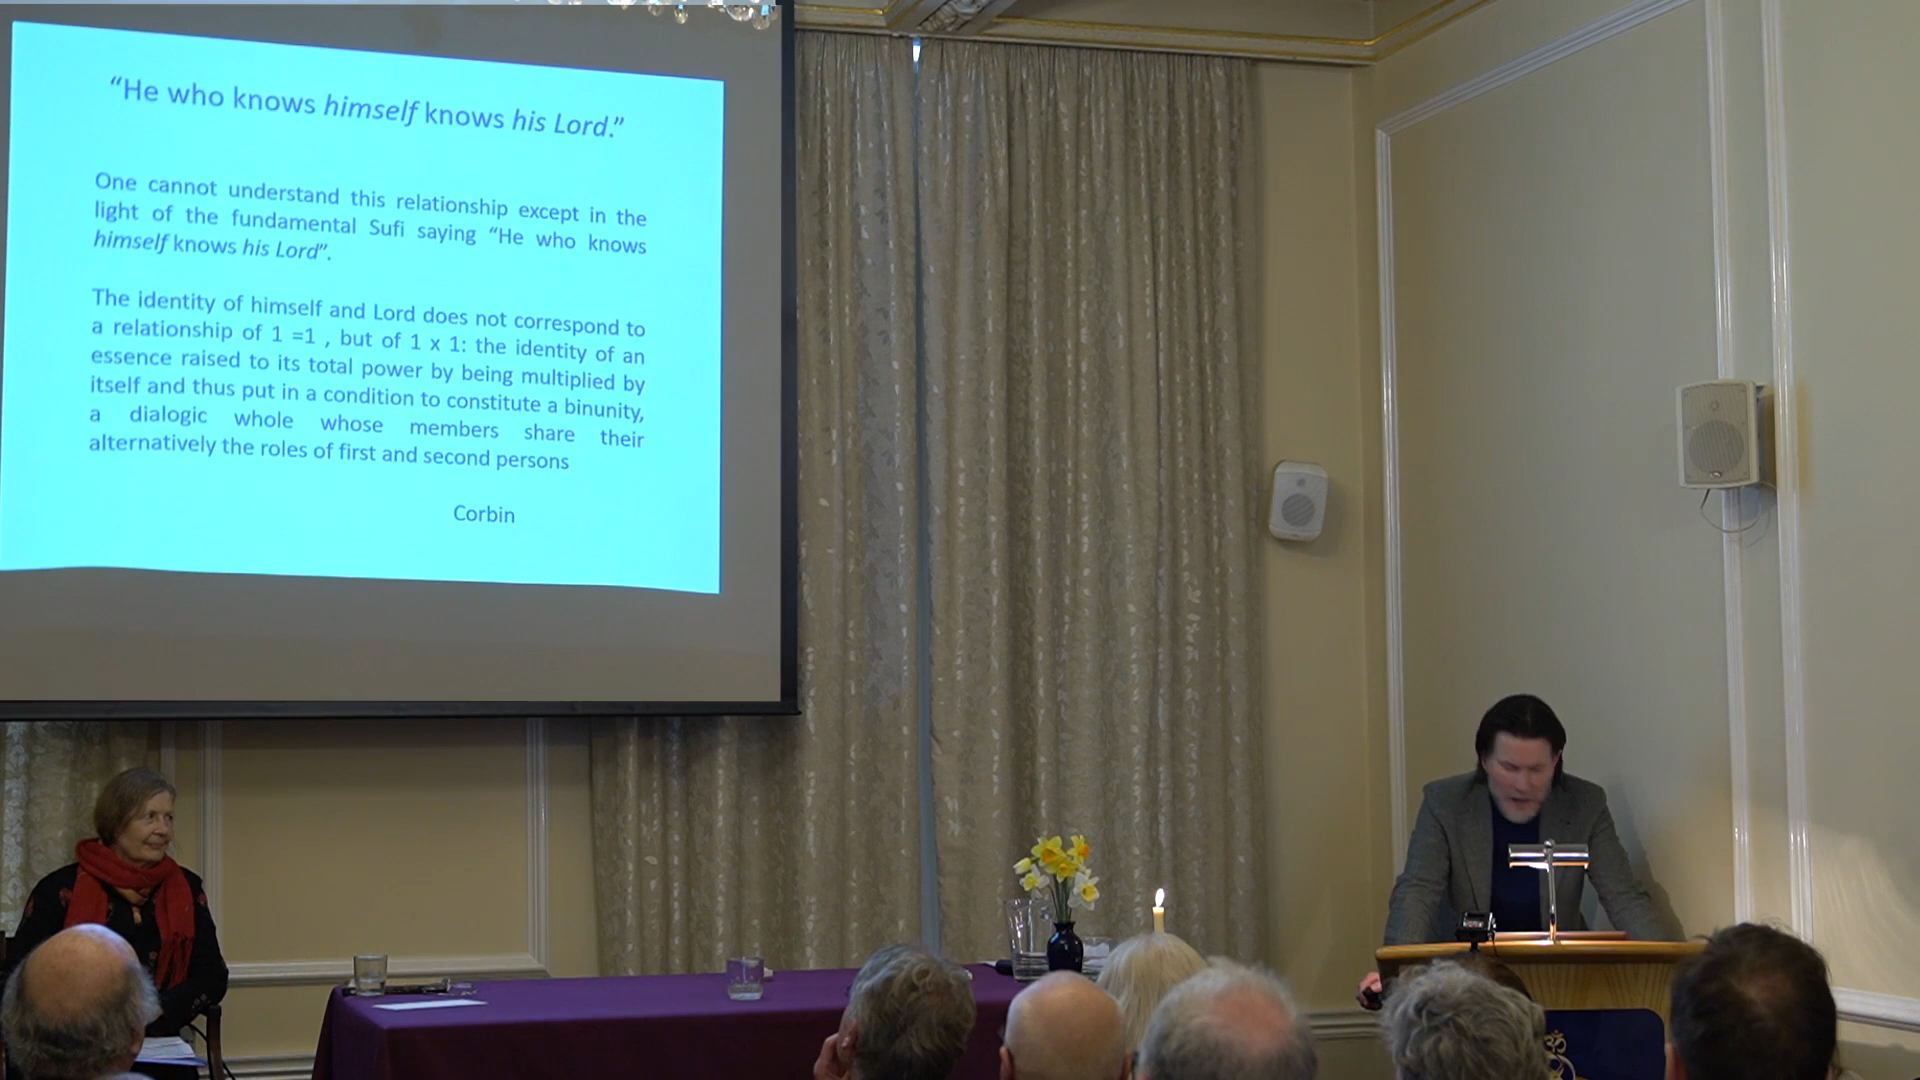 “He who knows himself knows his Lord.”
One cannot understand this relationship except in the
light of the fundamental Sufi saying “He who knows
himself knows his Lord”.
The identity of himself and Lord does not correspond to
a relationship of 1 =1 , but of 1 x 1: the identity of an
essence raised to its total power by being multiplied by
itself and thus put in a condition to constitute a binunity,
a dialogic whole whose members share their
alternatively the roles of first and second persons
Corbin